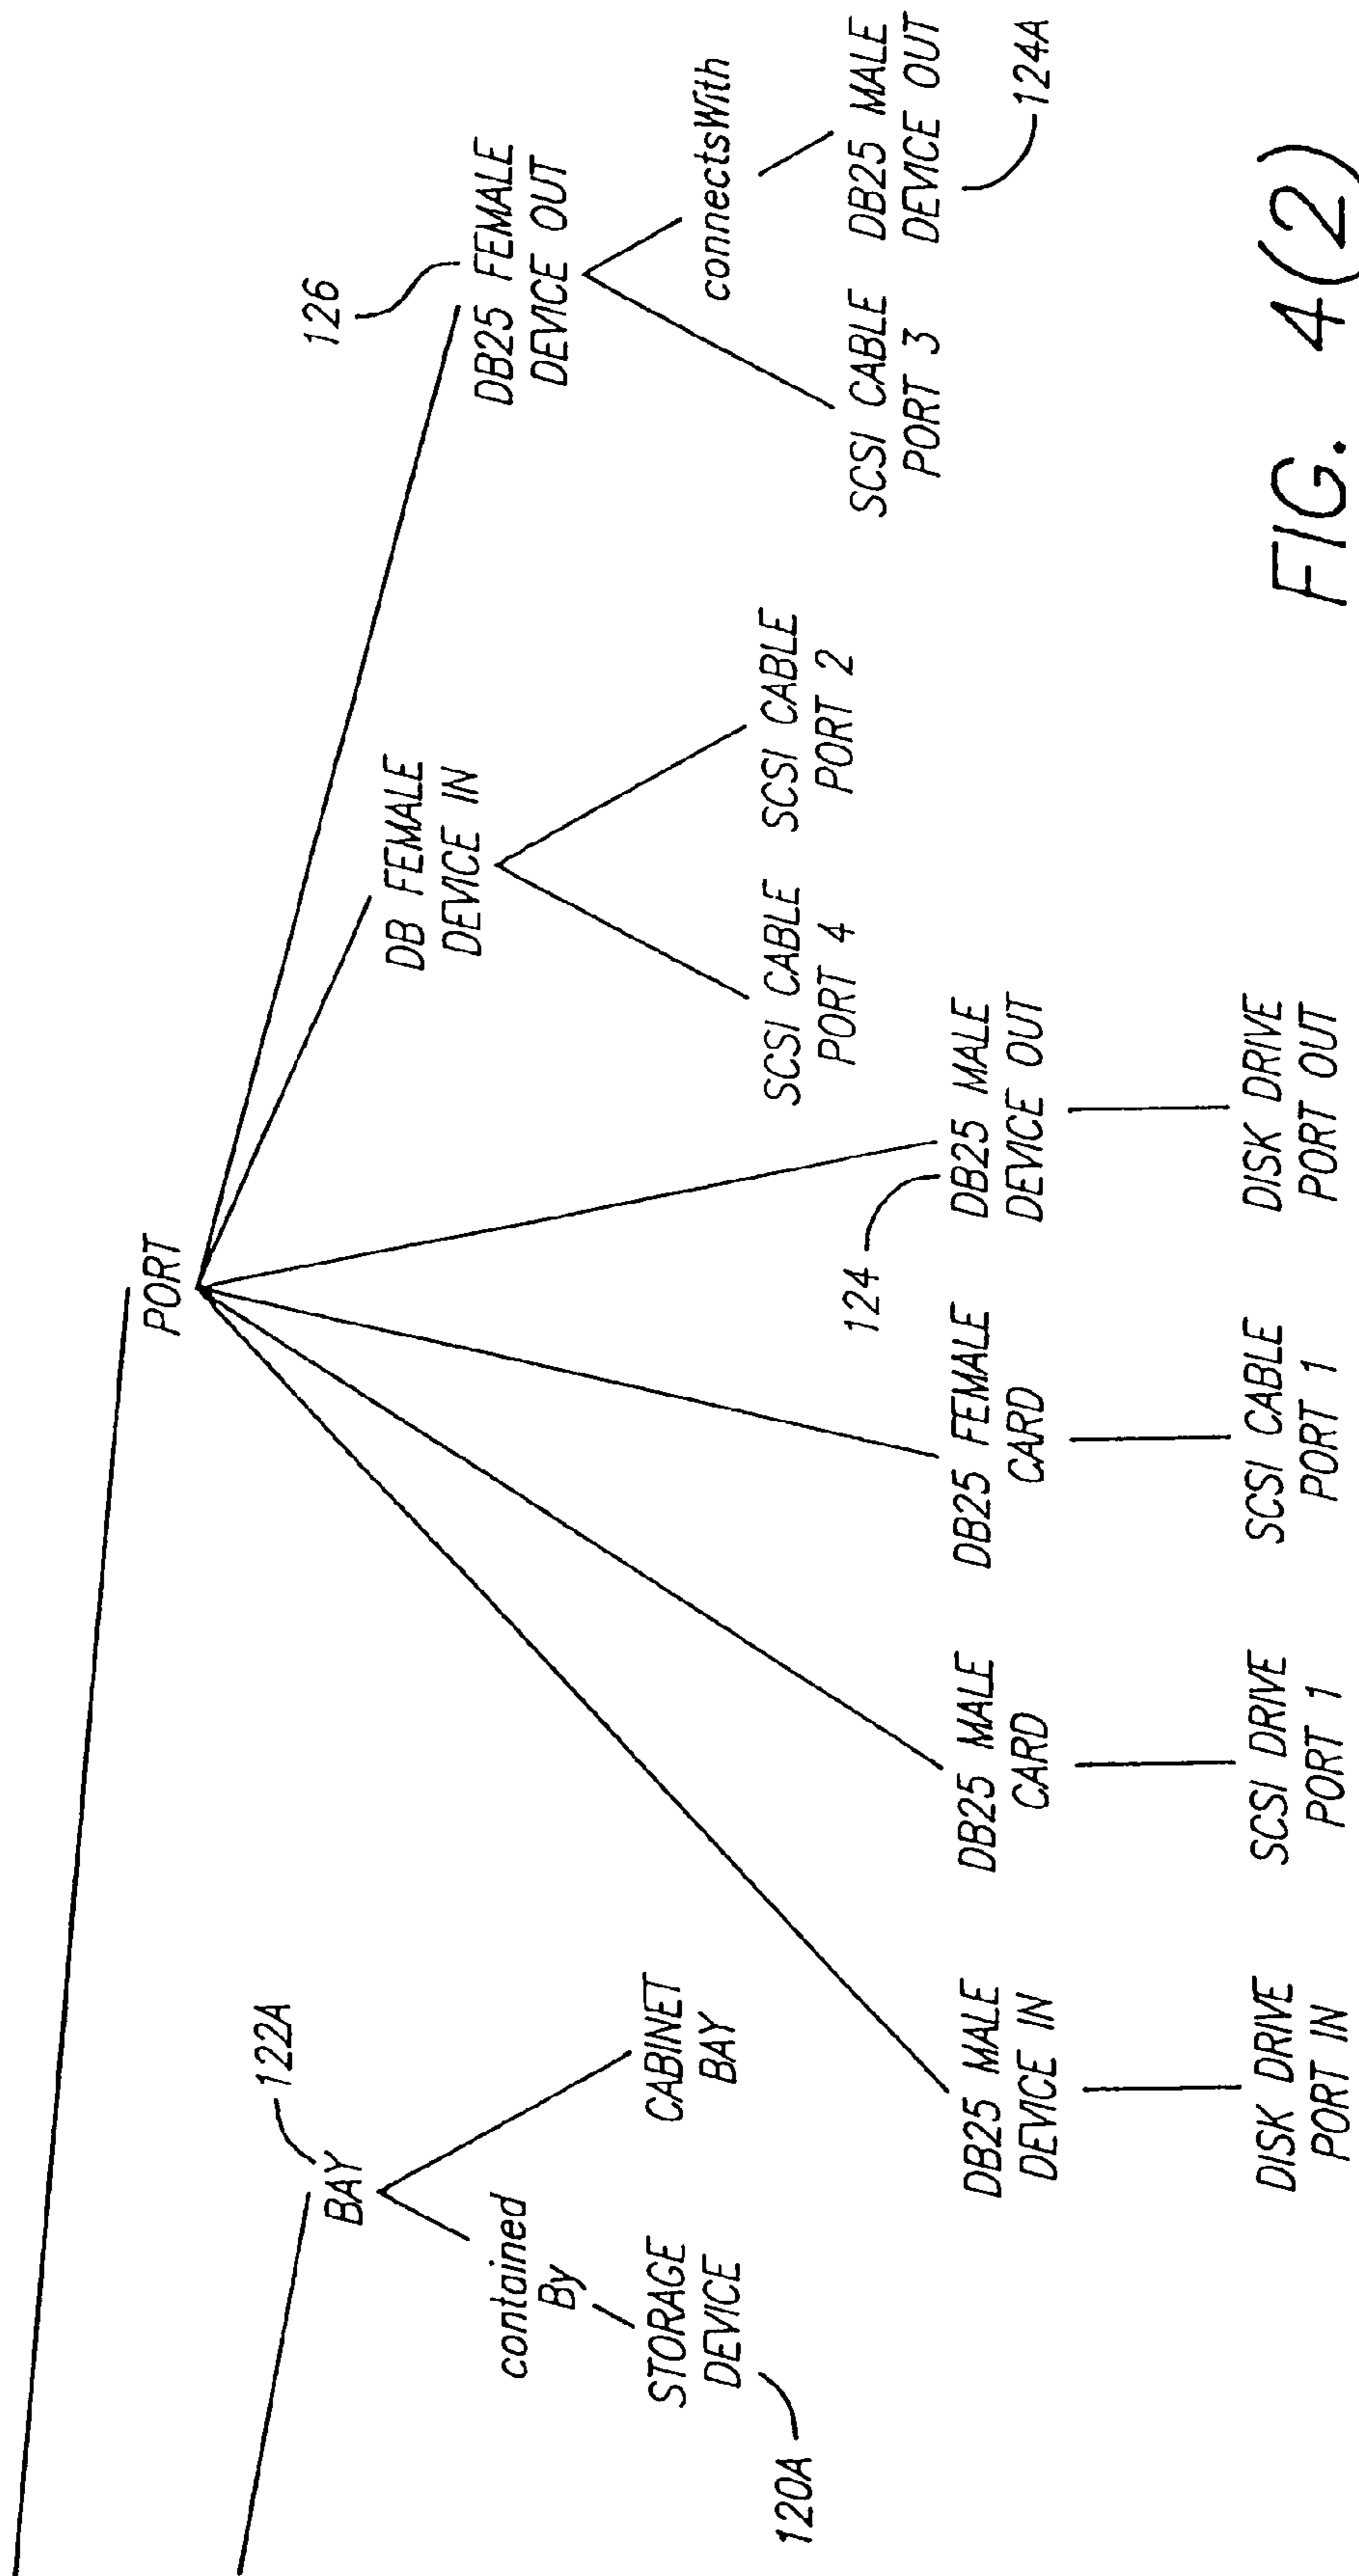 PORT
122A
BAY
126
DB25 FEMALE
DEVICE OUT
DB FEMALE
DEVICE IN
contained
By
CABINET
BAY
connectsWith
STORAGE
DEVICE
120A
SCSI CABLE
PORT 4
SCSI CABLE
PORT 2
SCSI CABLE
PORT 3
DB25 MALE
DEVICE OUT
124A
124
DB25 MALE
DEVICE IN
DB25 MALE
CARD
DB25 FEMALE
CARD
DB25 MALE
DEVICE OUT
DISK DRIVE
PORT IN
SCSI DRIVE
PORT 1
SCSI CABLE
PORT 1
DISK DRIVE
PORT OUT
FIG. 4(2)